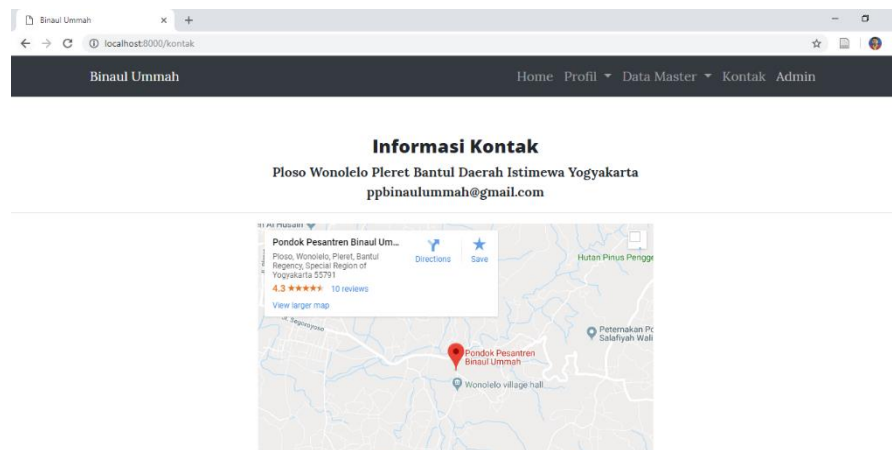 Binaul Ummah
localhost:8000/kontak
Binaul Ummah
Home Profil Data Master Kontak Admin
Informasi Kontak
Ploso Wonolelo Pleret Bantul Daerah Istimewa Yogyakarta
ppbinaulummah@gmail.com
Pondok Pesantren Binaul Um...
Ploso, Wonolelo, Pleret, Bantul
Regency, Special Region of
Yogyakarta 55791
4.3 ★★★★★ 10 reviews
View larger map
Directions
Save
Hutan Pinus Pengge
Peternakan Po
Salafiyah Wali
Pondok Pesantren
Binaul Ummah
Wonolelo village hall